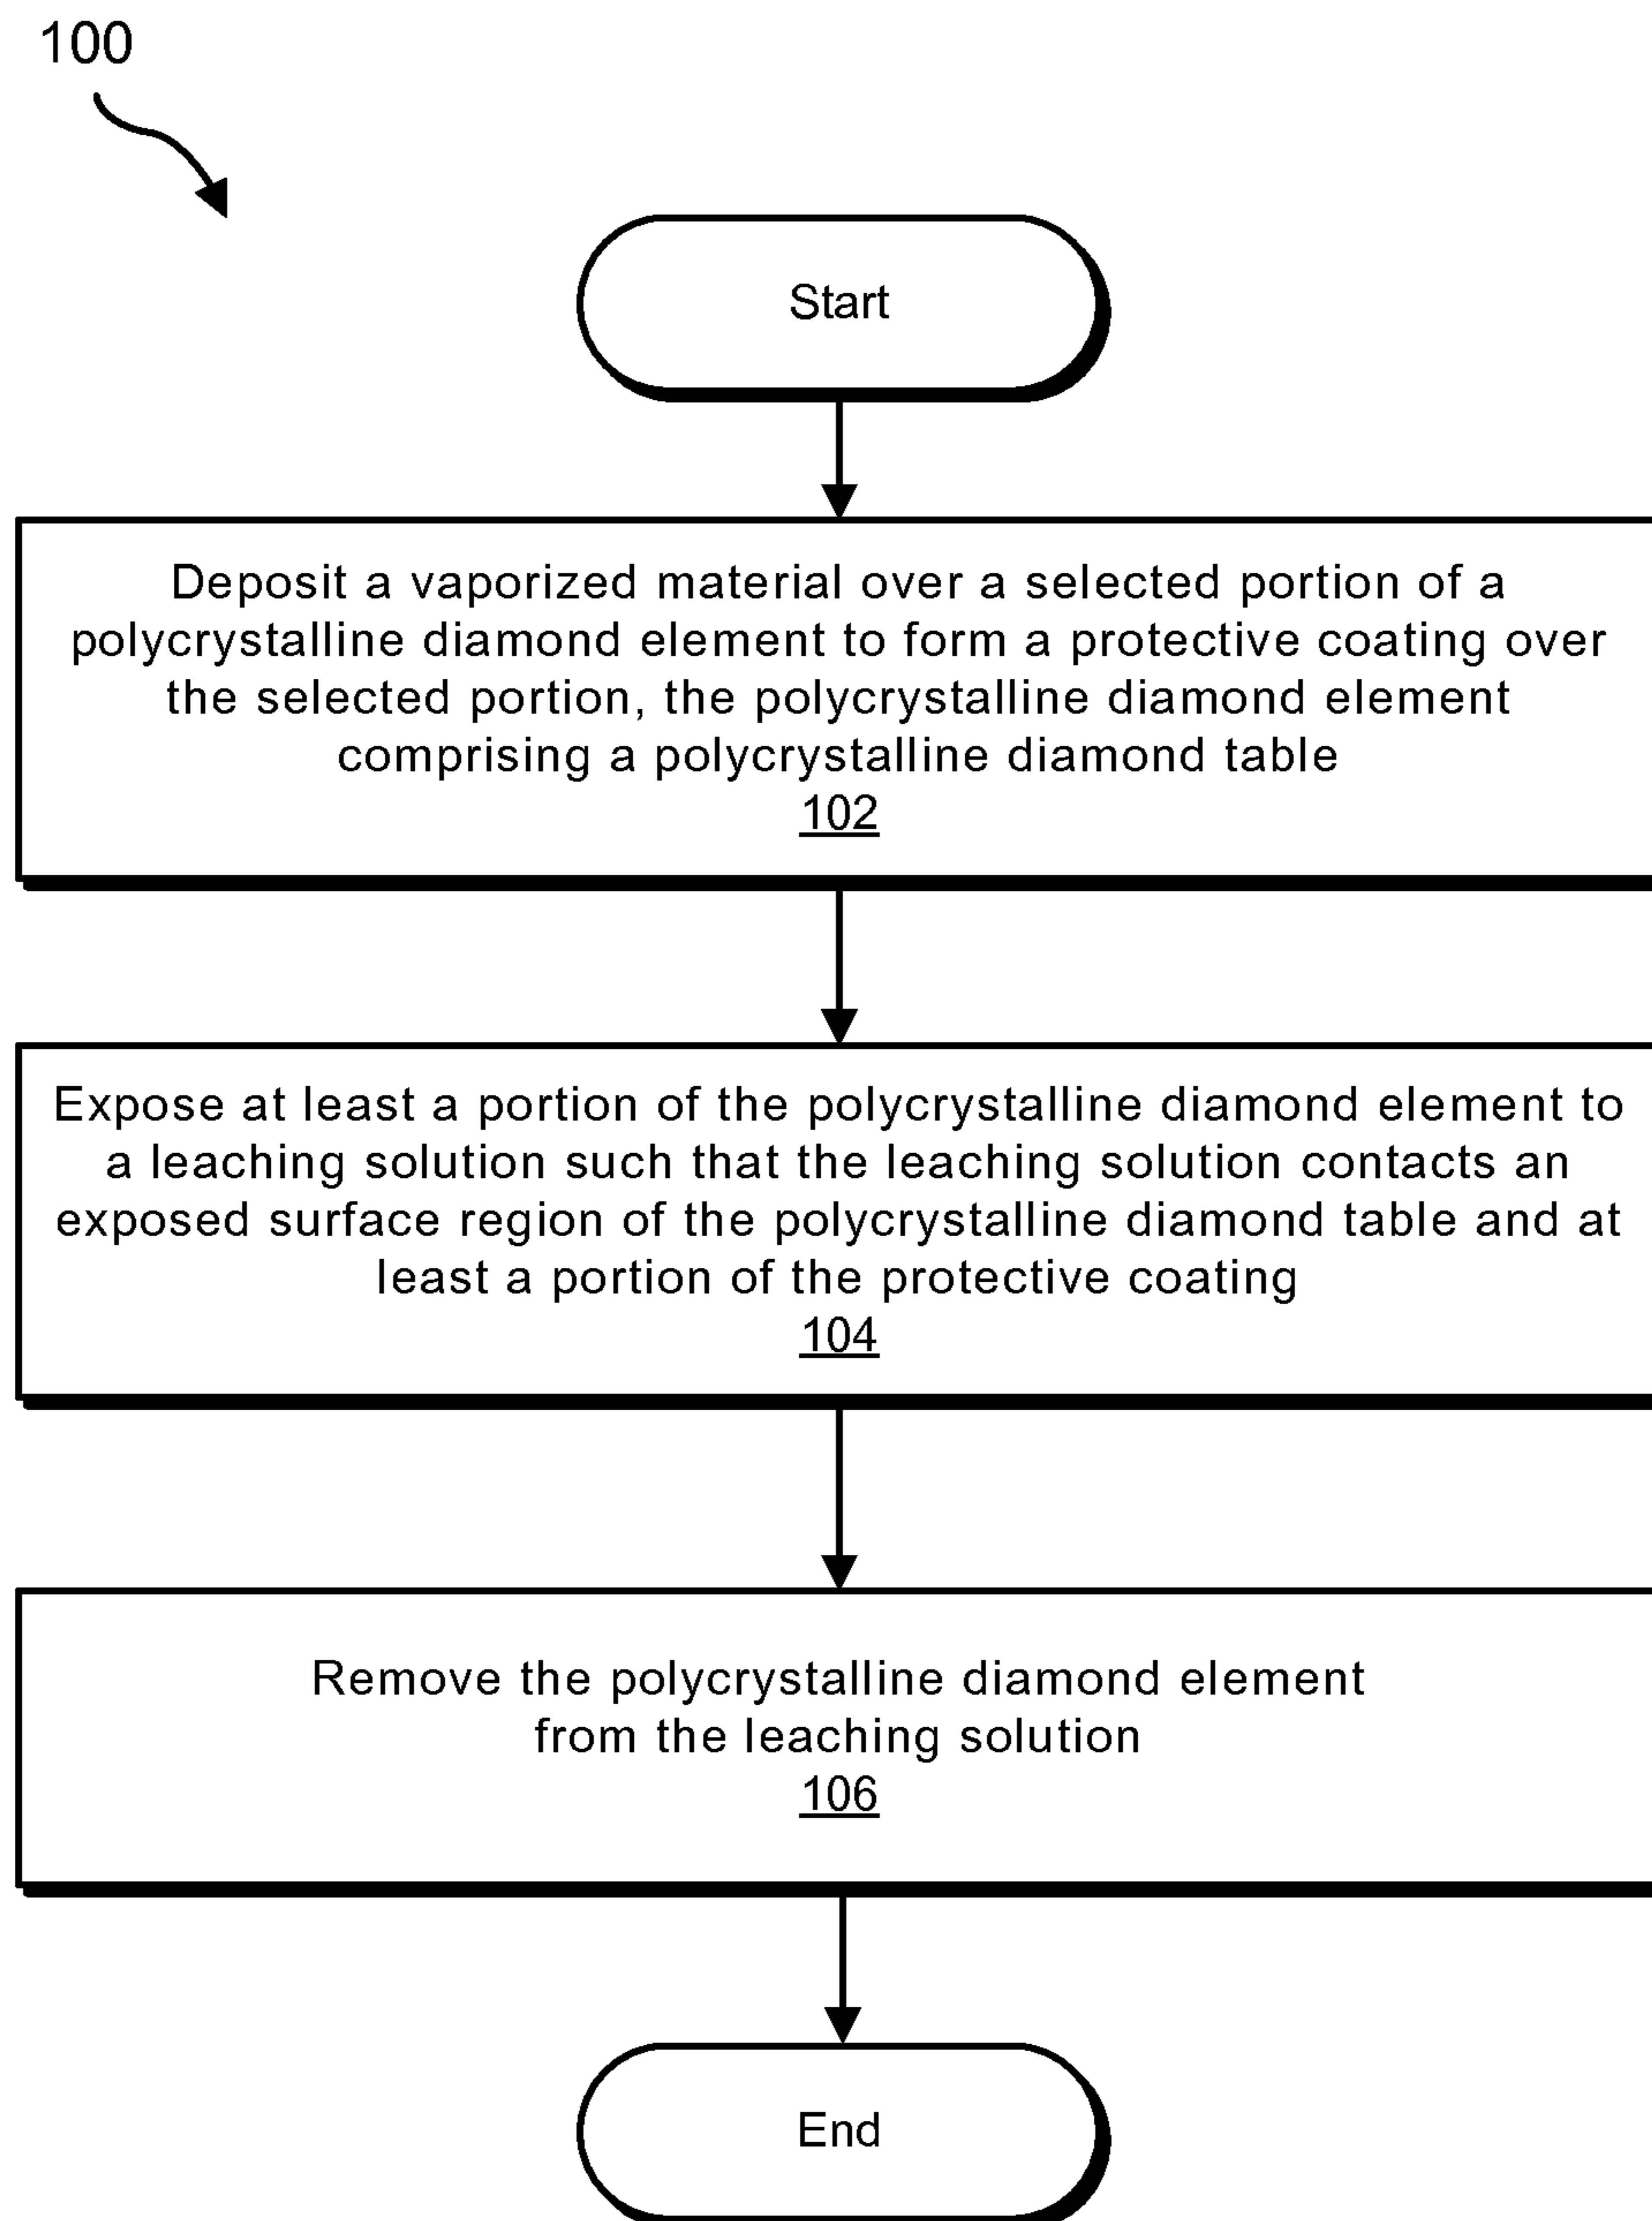 100
Start
Deposit a vaporized material over a selected portion of a
polycrystalline diamond element to form a protective coating over
the selected portion, the polycrystalline diamond element
comprising a polycrystalline diamond table
102
Expose at least a portion of the polycrystalline diamond element to
a leaching solution such that the leaching solution contacts an
exposed surface region of the polycrystalline diamond table and at
least a portion of the protective coating
104
Remove the polycrystalline diamond element
from the leaching solution
106
End